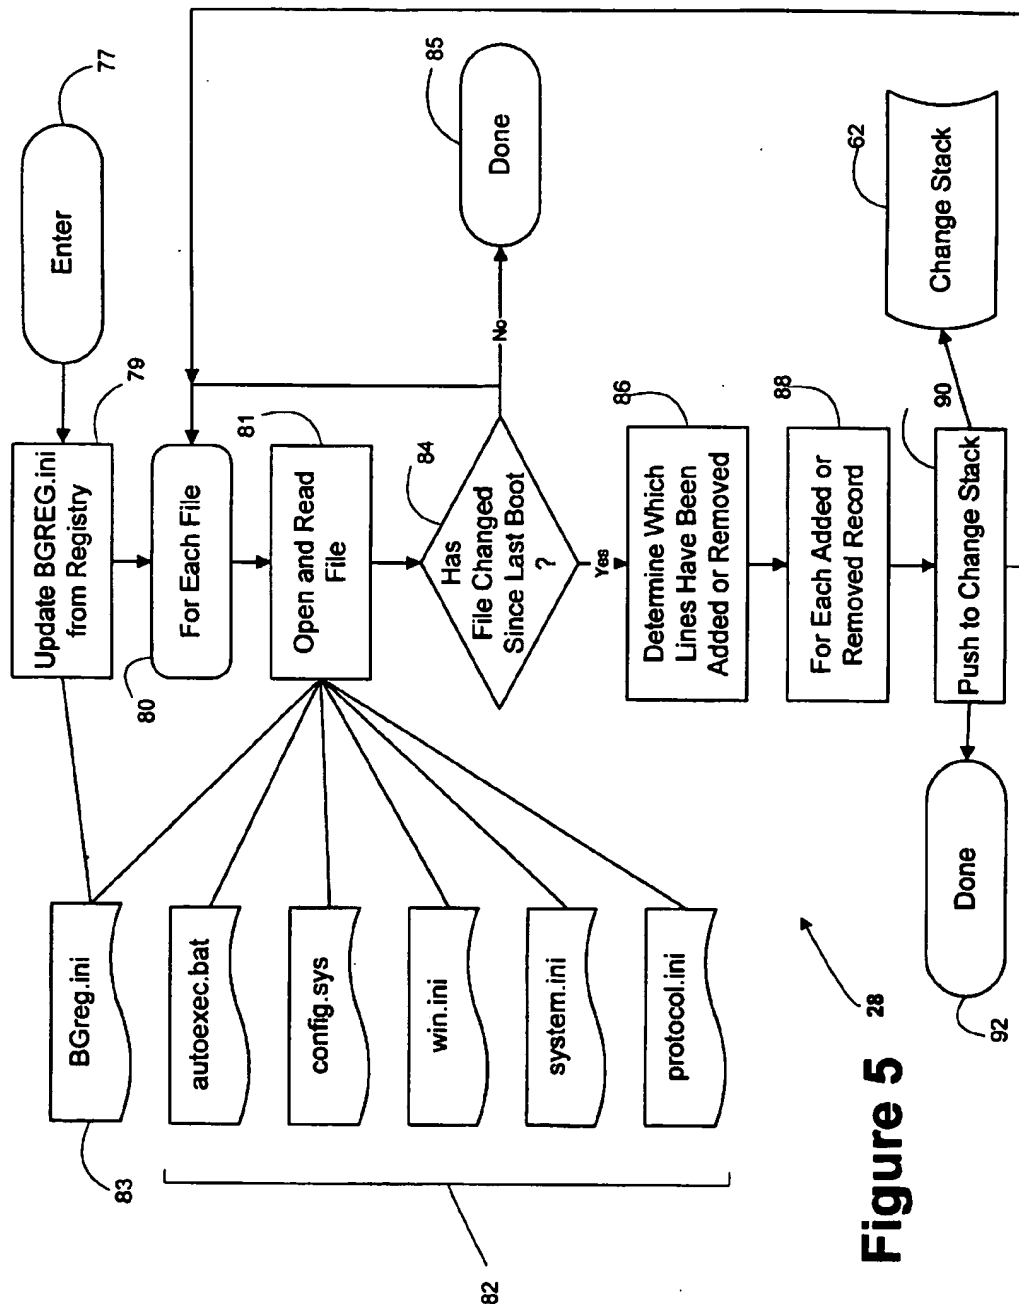 77
Enter
79
Update BGREG.ini
from Registry
80
For Each File
81
Open and Read
File
83
BGreg.ini
autoexec.bat
config.sys
win.ini
system.ini
protocol.ini
82
84
Has
File Changed
Since Last Boot
?
No
85
Done
Yes
86
Determine Which
Lines Have Been
Added or Removed
88
For Each Added or
Removed Record
90
Push to Change Stack
62
Change Stack
92
Done
28
Figure 5